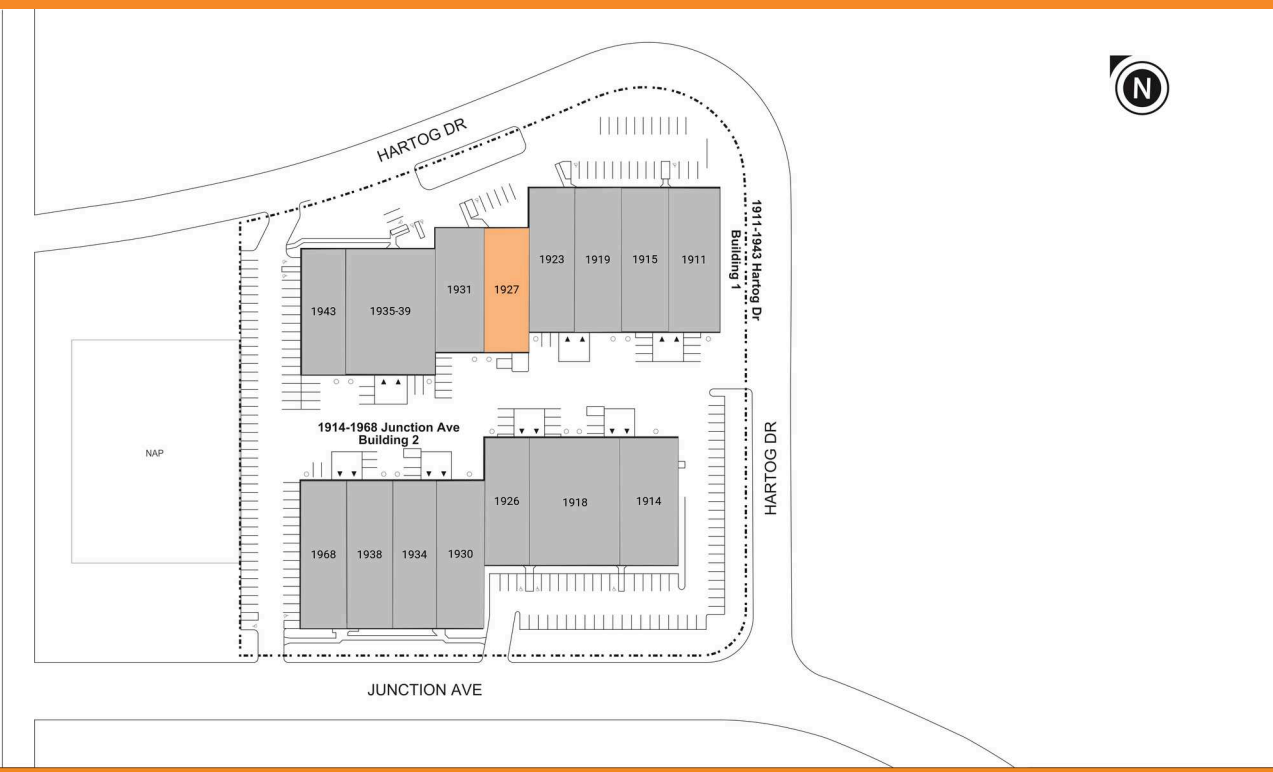 N
HARTOG DR
1911-1943 Hartog Dr
Building 1
1923
1919
1915
1911
1931
1927
1943
1935-39
1914-1968 Junction Ave
Building 2
HARTOG DR
NAP
1926
1918
1914
1968
1938
1934
1930
JUNCTION AVE